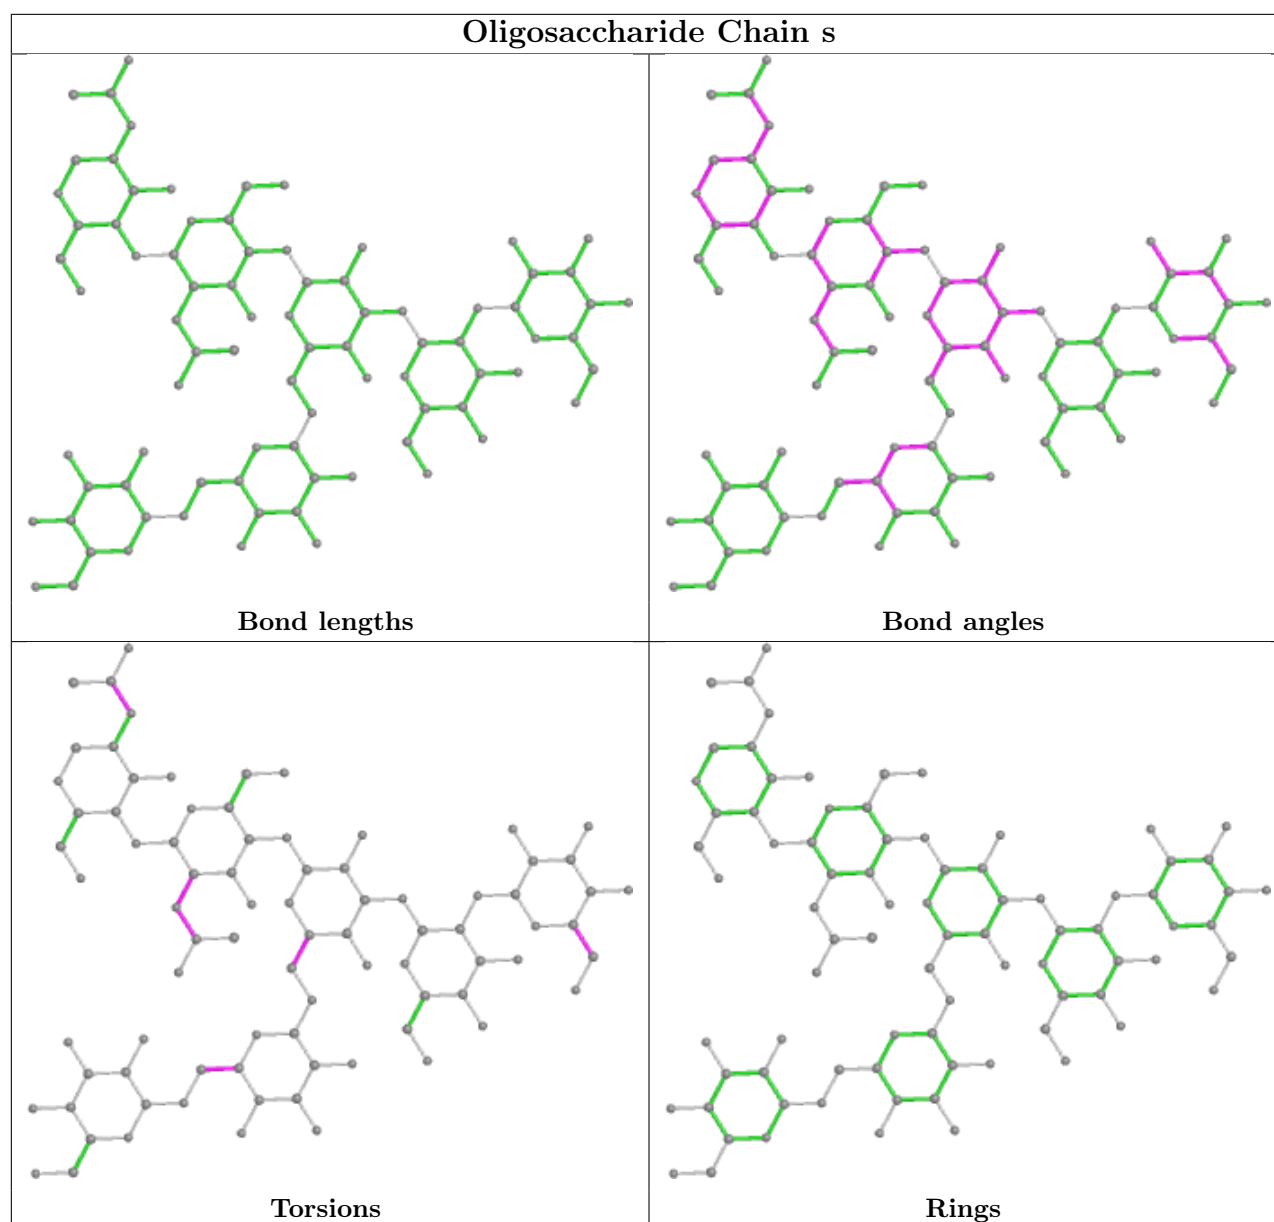 Oligosaccharide Chain s
Bond lengths
Bond angles
Torsions
Rings